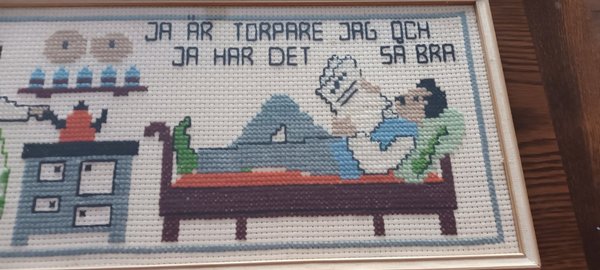 JA ÄR TORPARE JAG OCH
JA HAR DET SÅ BRA